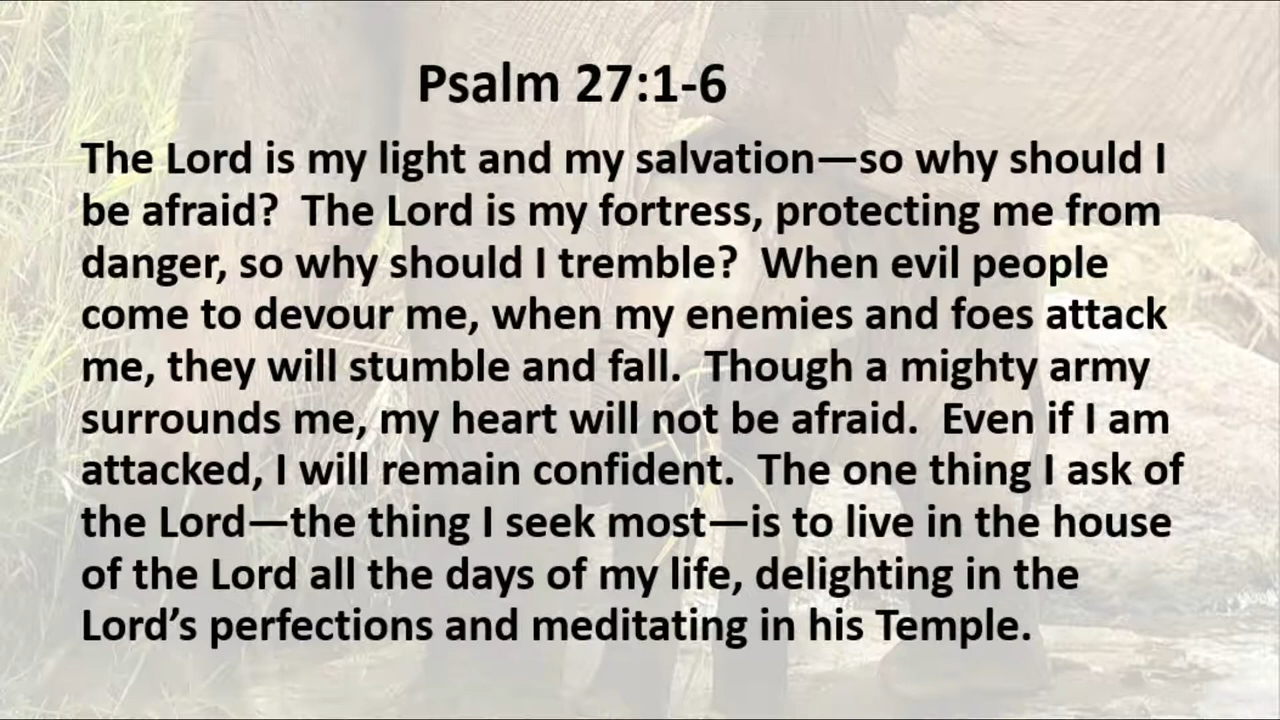 Psalm 27:1-6
The Lord is my light and my salvation—so why should I
be afraid?  The Lord is my fortress, protecting me from
danger, so why should I tremble?  When evil people
come to devour me, when my enemies and foes attack
me, they will stumble and fall.  Though a mighty army
surrounds me, my heart will not be afraid.  Even if I am
attacked, I will remain confident.  The one thing I ask of
the Lord—the thing I seek most—is to live in the house
of the Lord all the days of my life, delighting in the
Lord’s perfections and meditating in his Temple.